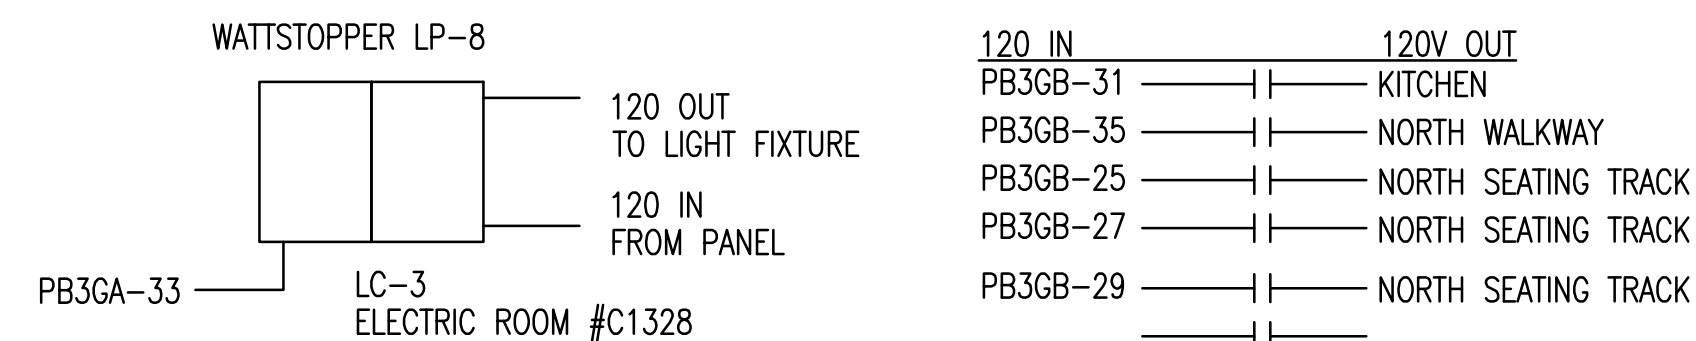 WATTSTOPPER LP-8
120 OUT
TO LIGHT FIXTURE
120 IN
FROM PANEL
PB3GA-33
LC-3
ELECTRIC ROOM #C1328
120 IN 120V OUT
PB3GB-31 KITCHEN
PB3GB-35 NORTH WALKWAY
PB3GB-25 NORTH SEATING TRACK
PB3GB-27 NORTH SEATING TRACK
PB3GB-29 NORTH SEATING TRACK